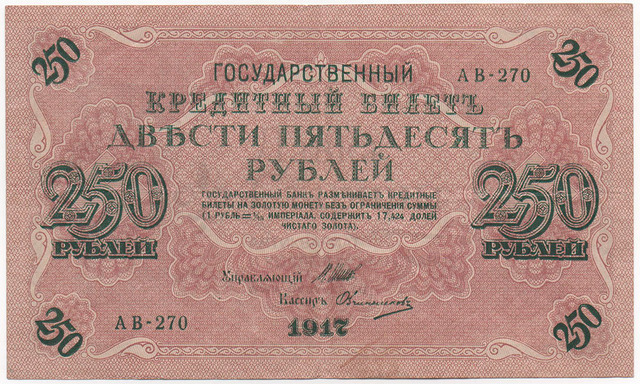 250
250
ГОСУДАРСТВЕННЫЙ
АВ-270
КРЕДИТНЫЙ БИЛЕТЪ
ДВѢСТИ ПЯТЬДЕСЯТЪ
РУБЛЕЙ
250
РУБЛЕЙ
250
РУБЛЕЙ
ГОСУДАРСТВЕННЫЙ БАНК РАЗМѢНИВАЕТЪ КРЕДИТНЫЕ
БИЛЕТЫ НА ЗОЛОТУЮ МОНЕТУ БЕЗЪ ОГРАНИЧЕНІЯ СУММЫ
(1 РУБЛЬ=1/15 ИМПЕРІАЛА, СОДЕРЖИТЪ 17,424 ДОЛЕЙ
ЧИСТАГО ЗОЛОТА).
Управляющій
Кассиръ
АВ-270
1917
250
250